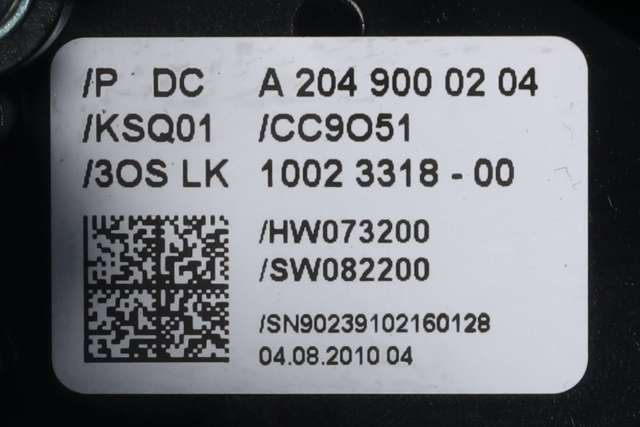 /P DC A 204 900 02 04
/KSQ01 /CC9O51
/3OS LK 1002 3318 - 00
/HW073200
/SW082200
/SN90239102160128
04.08.2010 04